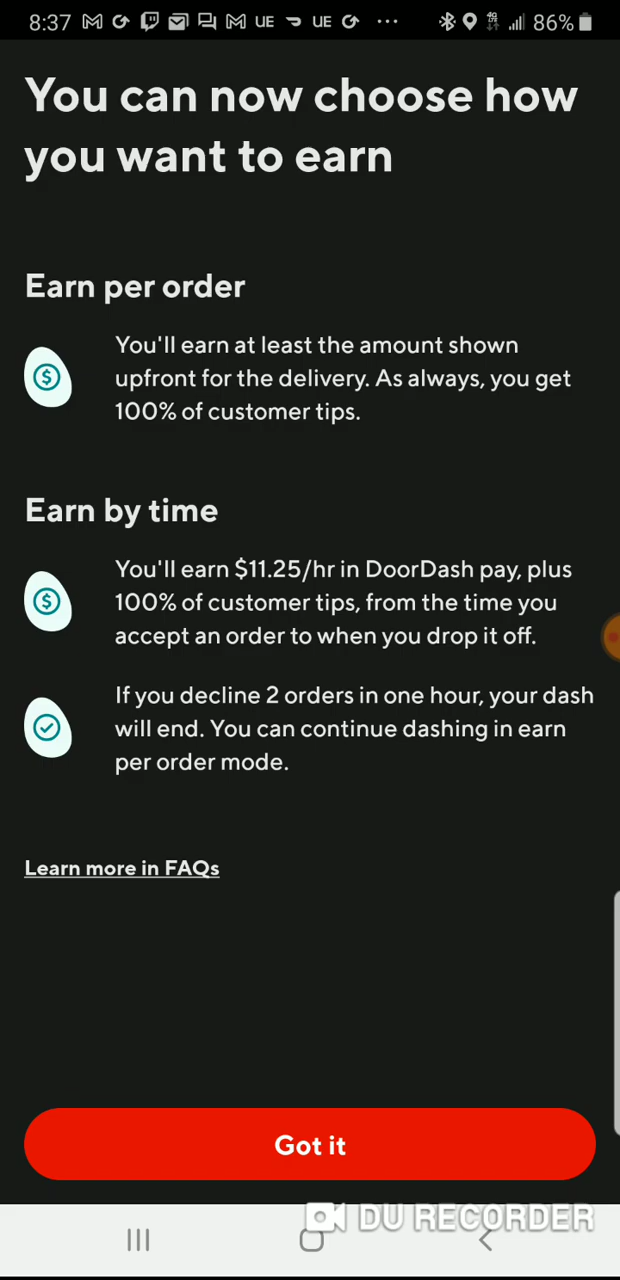 8:37 UE UE ... 4G LTE 86%
You can now choose how
you want to earn
Earn per order
You'll earn at least the amount shown
upfront for the delivery. As always, you get
100% of customer tips.
Earn by time
You'll earn $11.25/hr in DoorDash pay, plus
100% of customer tips, from the time you
accept an order to when you drop it off.
If you decline 2 orders in one hour, your dash
will end. You can continue dashing in earn
per order mode.
Learn more in FAQs
Got it
DU RECORDER